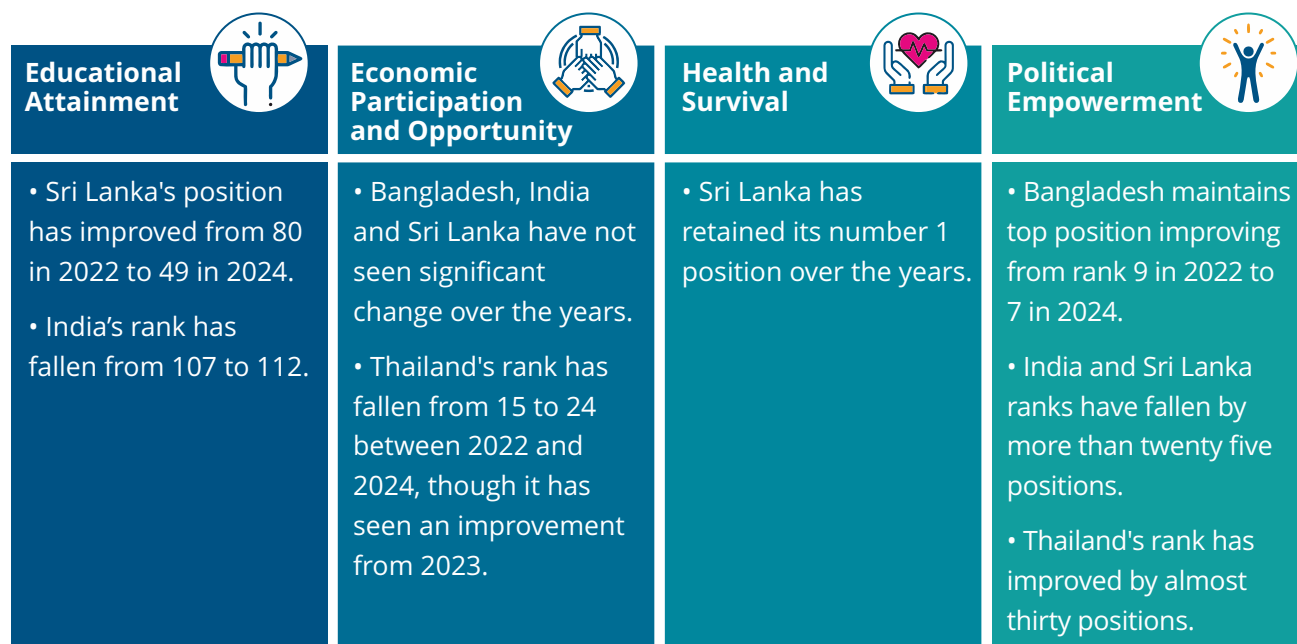 Educational
Attainment
• Sri Lanka's position
has improved from 80
in 2022 to 49 in 2024.
• India’s rank has
fallen from 107 to 112.
Economic
Participation
and Opportunity
• Bangladesh, India
and Sri Lanka have not
seen significant
change over the years.
• Thailand's rank has
fallen from 15 to 24
between 2022 and
2024, though it has
seen an improvement
from 2023.
Health and
Survival
• Sri Lanka has
retained its number 1
position over the years.
Political
Empowerment
• Bangladesh maintains
top position improving
from rank 9 in 2022 to
7 in 2024.
• India and Sri Lanka
ranks have fallen by
more than twenty five
positions.
• Thailand's rank has
improved by almost
thirty positions.